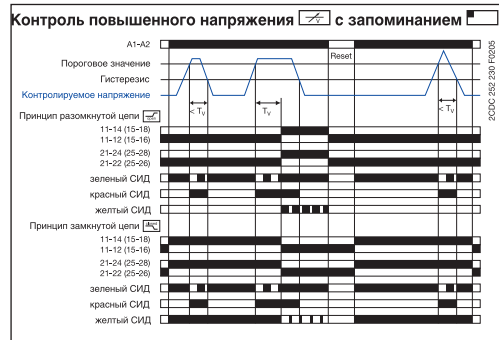 Контроль повышенного напряжения с запоминанием
A1-A2
Reset
Пороговое значение
Гистерезис
Контролируемое напряжение
< Tv
Tv
< Tv
2CDC 252 230 F0205
Принцип разомкнутой цепи
11-14 (15-18)
11-12 (15-16)
21-24 (25-28)
21-22 (25-26)
зеленый СИД
красный СИД
желтый СИД
Принцип замкнутой цепи
11-14 (15-18)
11-12 (15-16)
21-24 (25-28)
21-22 (25-26)
зеленый СИД
красный СИД
желтый СИД